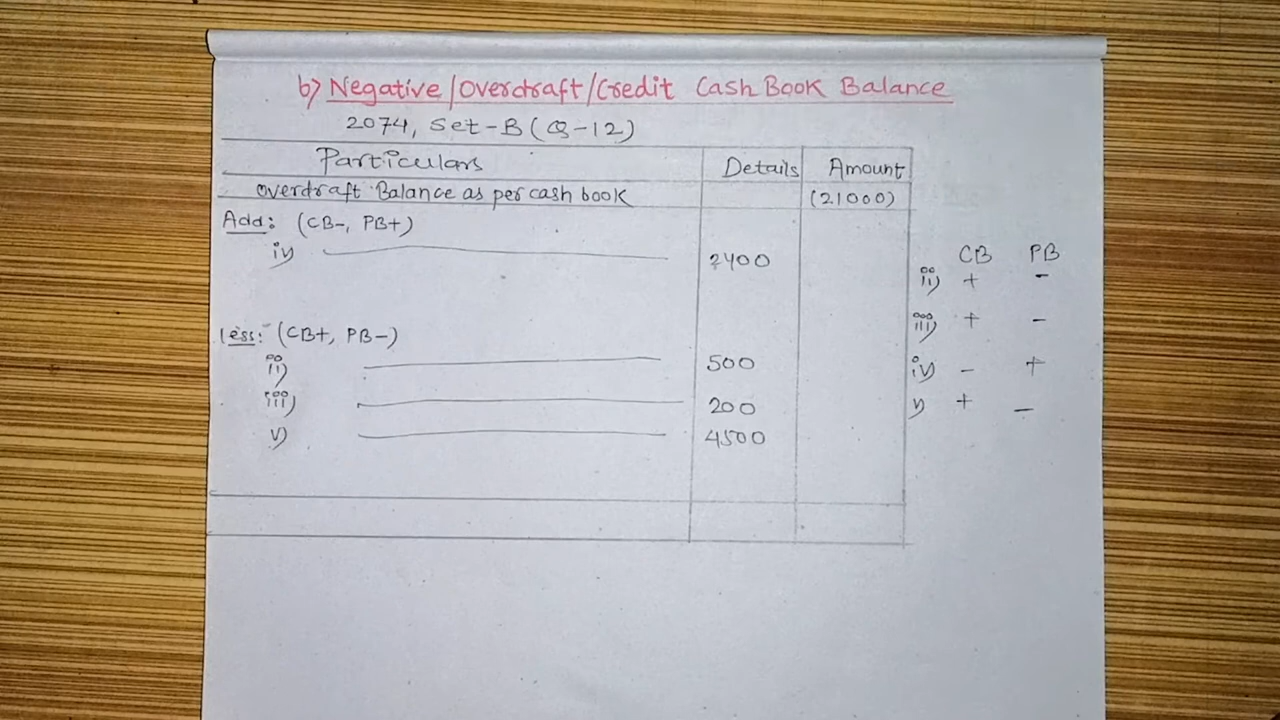 b) Negative/Overdraft/Credit Cash Book Balance
2074, Set-B (Q-12)
Particulars Details Amount
Overdraft Balance as per cash book (21000)
Add: (CB-, PB+)
iv) 2400
Less: (CB+, PB-)
ii) 500
iii) 200
v) 4500
CB PB
ii) + -
iii) + -
iv) - +
v) + -